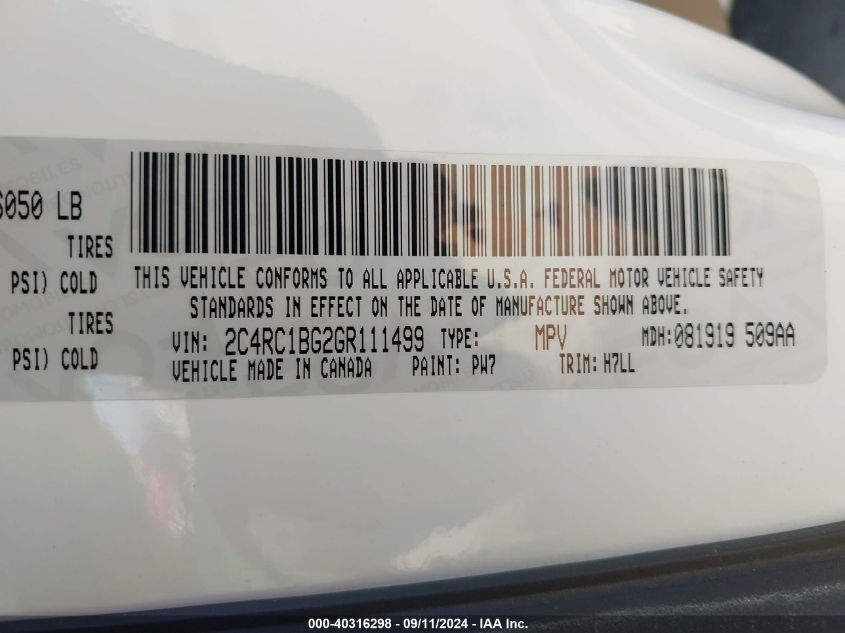 6050 LB
TIRES
PSI) COLD
TIRES
PSI) COLD
THIS VEHICLE CONFORMS TO ALL APPLICABLE U.S.A. FEDERAL MOTOR VEHICLE SAFETY
STANDARDS IN EFFECT ON THE DATE OF MANUFACTURE SHOWN ABOVE.
VIN: 2C4RC1BG2GR111499 TYPE: MPV MDH:081919 509AA
VEHICLE MADE IN CANADA PAINT: PW7 TRIM: H7LL
000-40316298 - 09/11/2024 - IAA Inc.